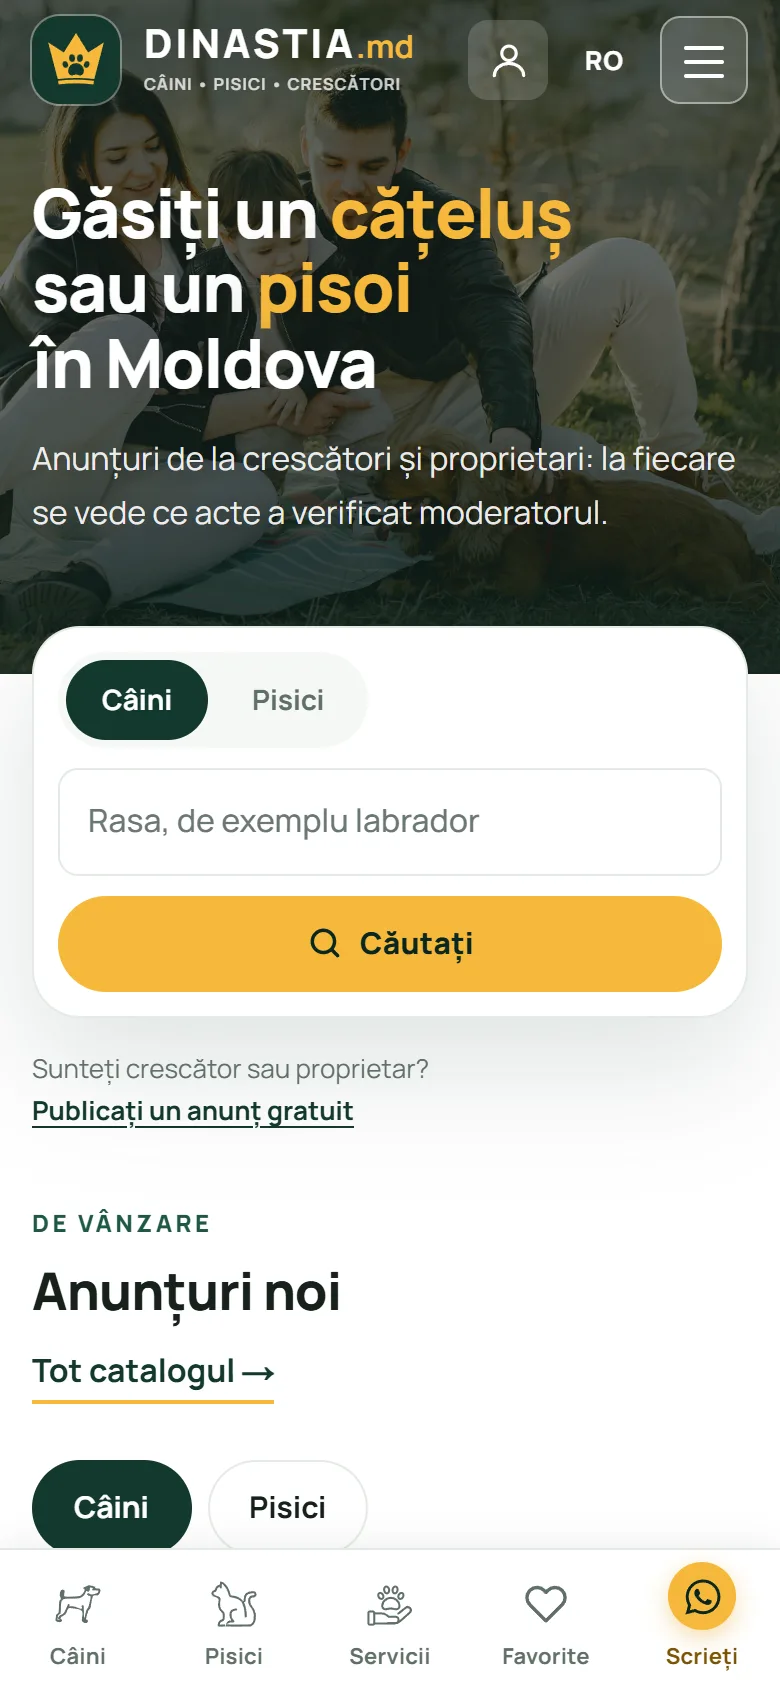 DINASTIA.md
CÂINI • PISICI • CRESCĂTORI
RO
Găsiți un cățeluș
sau un pisoi
în Moldova
Anunțuri de la crescători și proprietari: la fiecare
se vede ce acte a verificat moderatorul.
Câini
Pisici
Rasa, de exemplu labrador
Căutați
Sunteți crescător sau proprietar?
Publicați un anunț gratuit
DE VÂNZARE
Anunțuri noi
Tot catalogul →
Câini
Pisici
Câini
Pisici
Servicii
Favorite
Scrieți